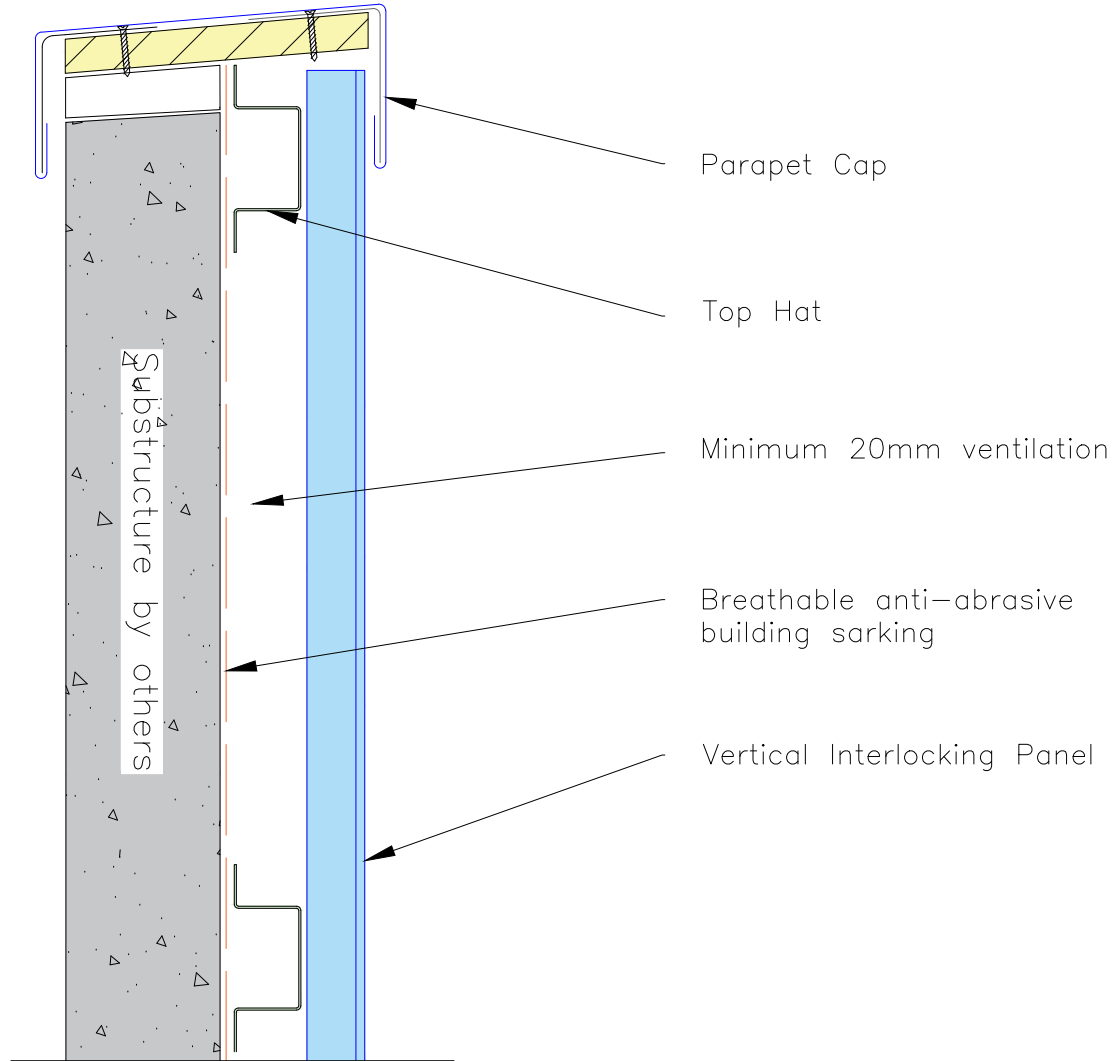 Parapet Cap
Top Hat
Minimum 20mm ventilation
Breathable anti-abrasive
building sarking
Vertical Interlocking Panel
Substructure by others